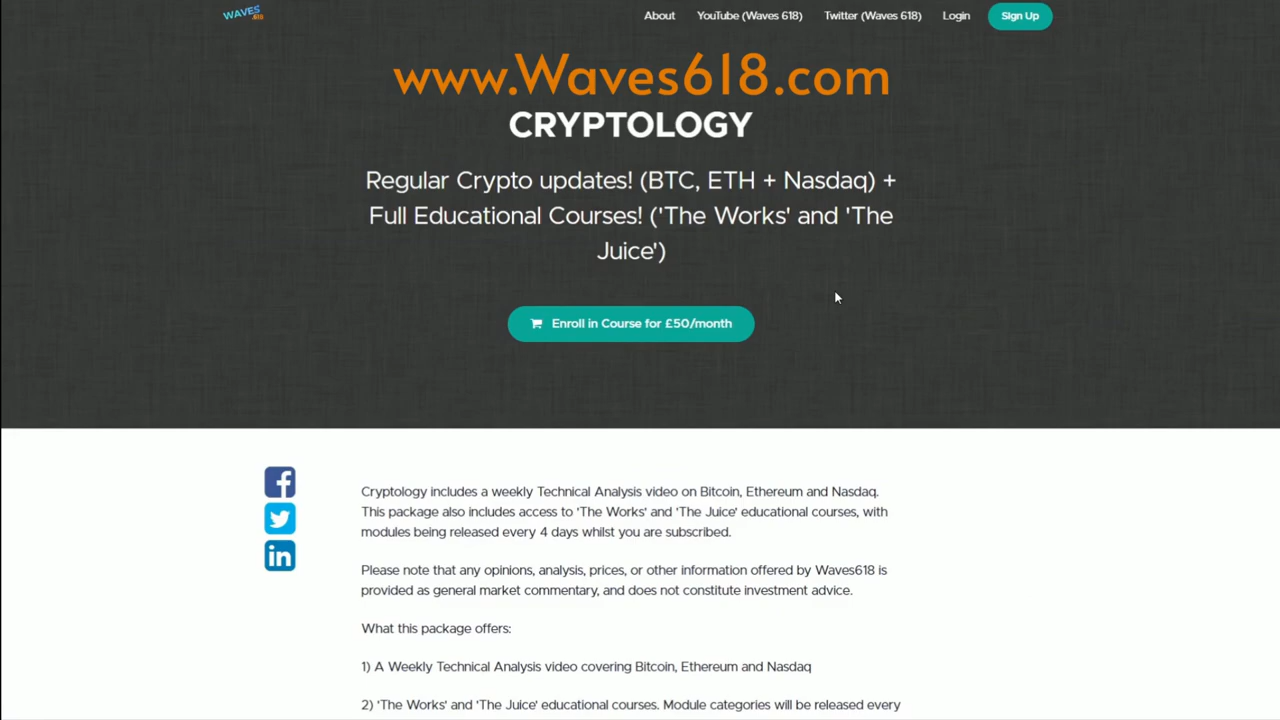 WAVES
.618
About YouTube (Waves 618) Twitter (Waves 618) Login Sign Up
www.Waves618.com
CRYPTOLOGY
Regular Crypto updates! (BTC, ETH + Nasdaq) +
Full Educational Courses! ('The Works' and 'The
Juice')
Enroll in Course for £50/month
Cryptology includes a weekly Technical Analysis video on Bitcoin, Ethereum and Nasdaq.
This package also includes access to 'The Works' and 'The Juice' educational courses, with
modules being released every 4 days whilst you are subscribed.
Please note that any opinions, analysis, prices, or other information offered by Waves618 is
provided as general market commentary, and does not constitute investment advice.
What this package offers:
1) A Weekly Technical Analysis video covering Bitcoin, Ethereum and Nasdaq
2) 'The Works' and 'The Juice' educational courses. Module categories will be released every